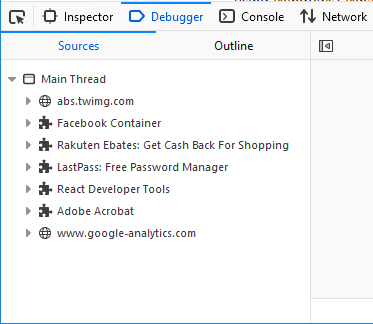 Inspector Debugger Console Network
Sources Outline
Main Thread
abs.twimg.com
Facebook Container
Rakuten Ebates: Get Cash Back For Shopping
LastPass: Free Password Manager
React Developer Tools
Adobe Acrobat
www.google-analytics.com